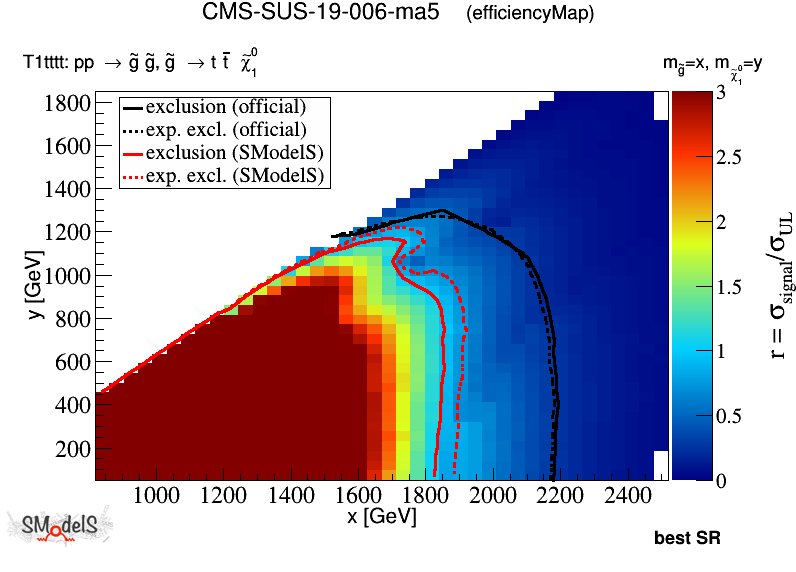 CMS-SUS-19-006-ma5 (efficiencyMap)
T1tttt: pp → g̃ g̃, g̃ → t t̄ χ̃₁⁰
m_g̃=x, m_χ̃₁⁰=y
exclusion (official)
exp. excl. (official)
exclusion (SModelS)
exp. excl. (SModelS)
y [GeV]
1800
1600
1400
1200
1000
800
600
400
200
1000 1200 1400 1600 1800 2000 2200 2400
x [GeV]
3
2.5
2
1.5
1
0.5
0
r = σ_signal/σ_UL
SModelS
best SR